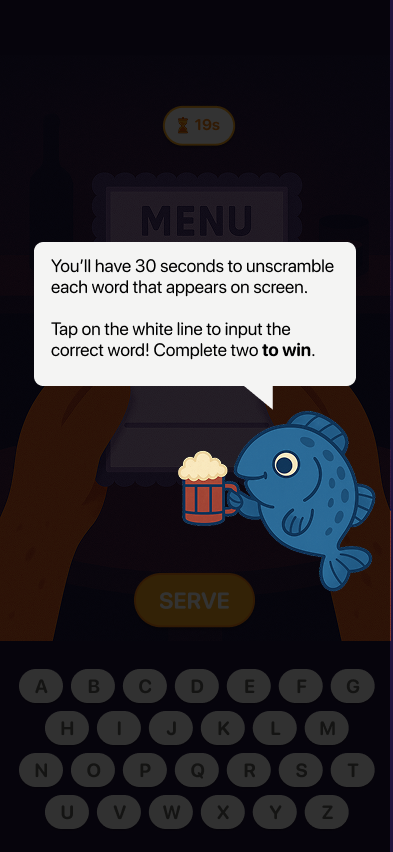 19s
MENU
You'll have 30 seconds to unscramble
each word that appears on screen.
Tap on the white line to input the
correct word! Complete two to win.
SERVE
A B C D E F G
H I J K L M
N O P Q R S T
U V W X Y Z